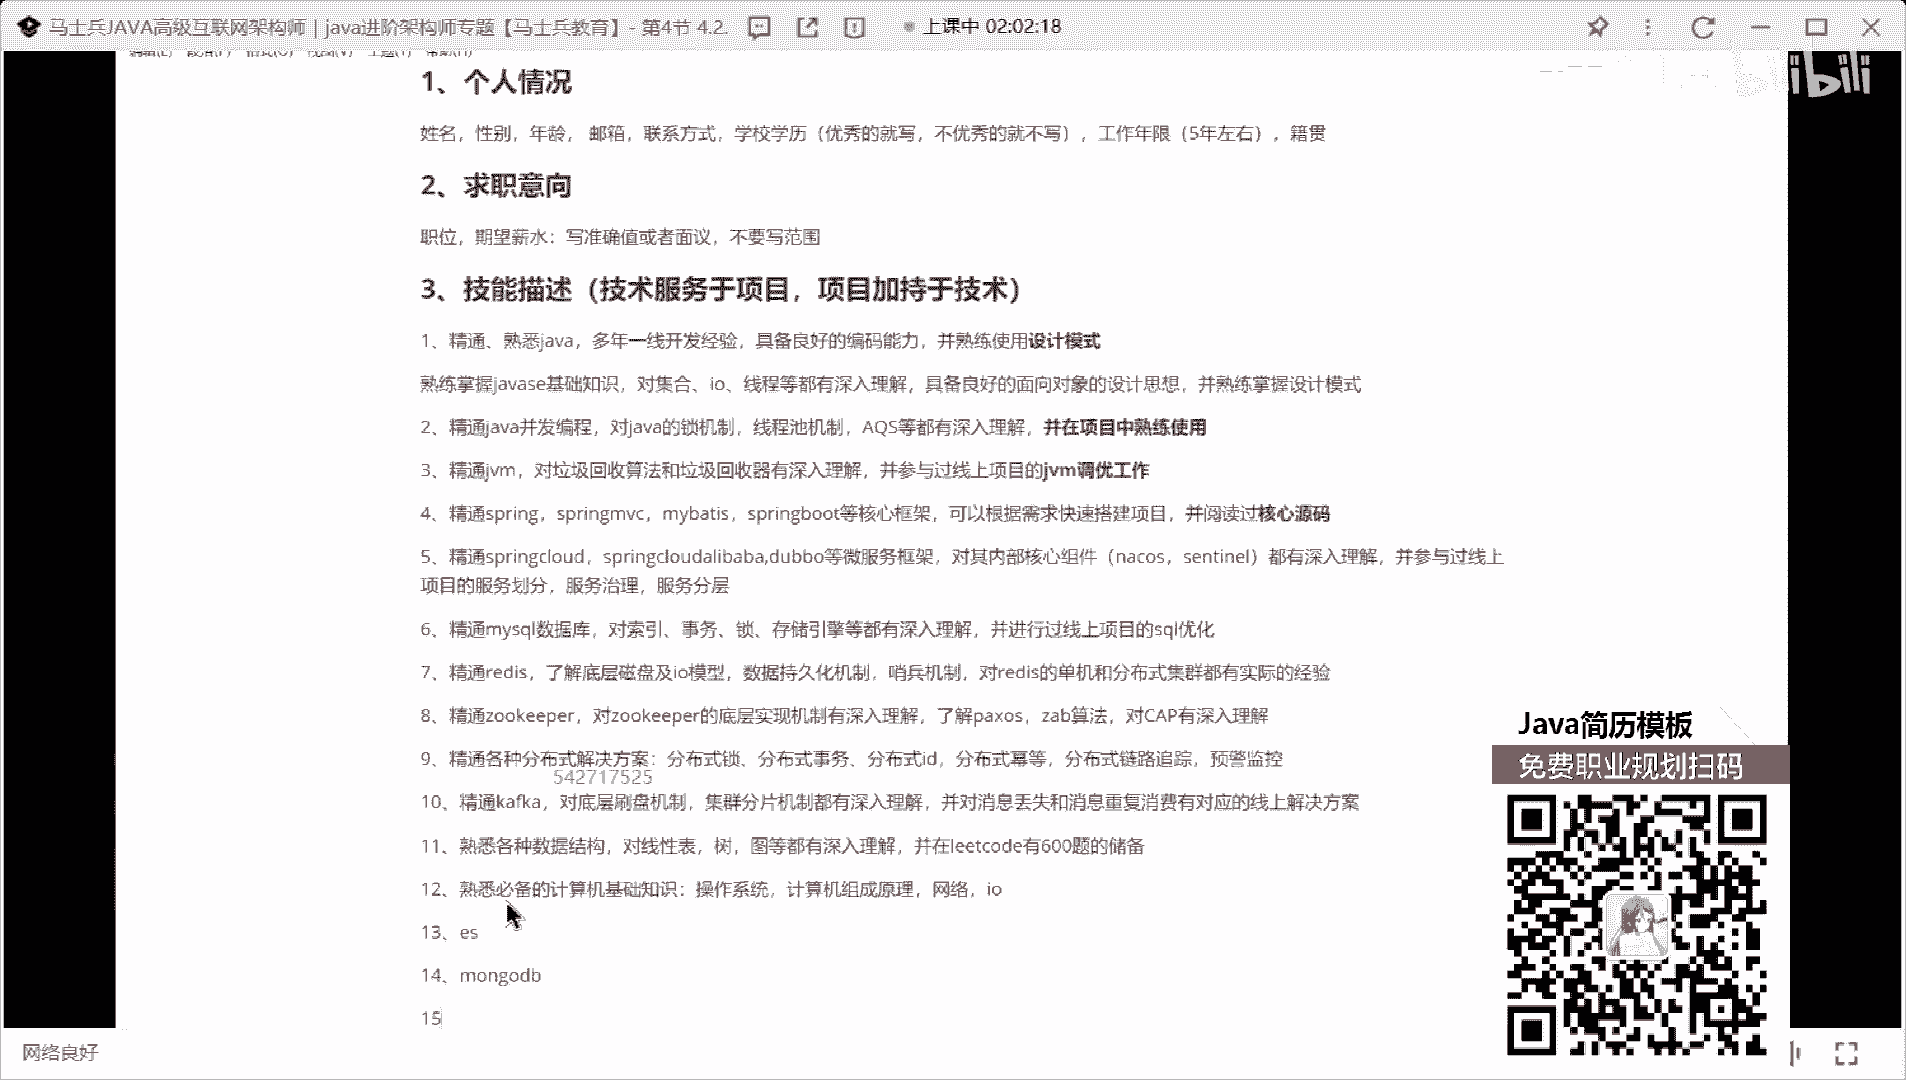 马士兵JAVA高级互联网架构师｜java进阶架构师专题【马士兵教育】- 第4节 4.2.
上课中 02:02:18
ibili
1、个人情况
姓名，性别，年龄， 邮箱，联系方式，学校学历（优秀的就写，不优秀的就不写），工作年限（5年左右），籍贯
2、求职意向
职位，期望薪水：写准确值或者面议，不要写范围
3、技能描述（技术服务于项目，项目加持于技术）
1、精通、熟悉java，多年一线开发经验，具备良好的编码能力，并熟练使用设计模式
熟练掌握javase基础知识，对集合、io、线程等都有深入理解，具备良好的面向对象的设计思想，并熟练掌握设计模式
2、精通java并发编程，对java的锁机制，线程池机制，AQS等都有深入理解，并在项目中熟练使用
3、精通jvm，对垃圾回收算法和垃圾回收器有深入理解，并参与过线上项目的jvm调优工作
4、精通spring，springmvc，mybatis，springboot等核心框架，可以根据需求快速搭建项目，并阅读过核心源码
5、精通springcloud，springcloudalibaba,dubbo等微服务框架，对其内部核心组件（nacos，sentinel）都有深入理解，并参与过线上
项目的服务划分，服务治理，服务分层
6、精通mysql数据库，对索引、事务、锁、存储引擎等都有深入理解，并进行过线上项目的sql优化
7、精通redis，了解底层磁盘及io模型，数据持久化机制，哨兵机制，对redis的单机和分布式集群都有实际的经验
8、精通zookeeper，对zookeeper的底层实现机制有深入理解，了解paxos，zab算法，对CAP有深入理解
9、精通各种分布式解决方案：分布式锁、分布式事务、分布式id，分布式幂等，分布式链路追踪，预警监控
542717525
10、精通kafka，对底层刷盘机制，集群分片机制都有深入理解，并对消息丢失和消息重复消费有对应的线上解决方案
11、熟悉各种数据结构，对线性表，树，图等都有深入理解，并在leetcode有600题的储备
12、熟悉必备的计算机基础知识：操作系统，计算机组成原理，网络，io
13、es
14、mongodb
15
Java简历模板
免费职业规划扫码
网络良好